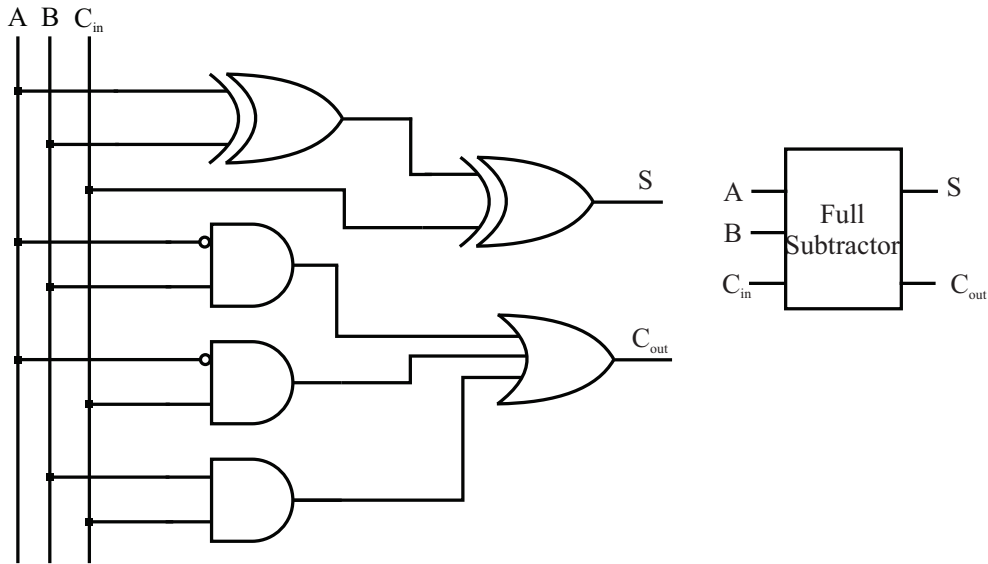 A B C_in
S
C_out
A
B
C_in
Full
Subtractor
S
C_out